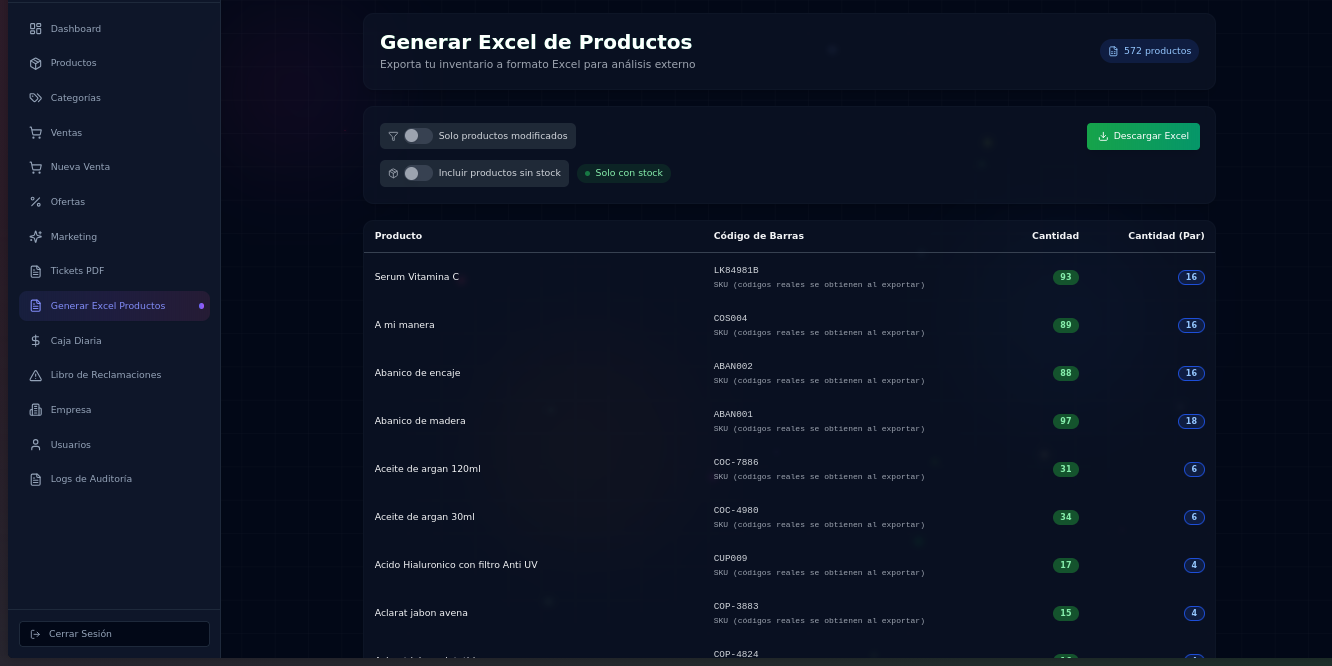 Dashboard
Productos
Categorías
Ventas
Nueva Venta
Ofertas
Marketing
Tickets PDF
Generar Excel Productos
Caja Diaria
Libro de Reclamaciones
Empresa
Usuarios
Logs de Auditoría
Cerrar Sesión
Generar Excel de Productos
Exporta tu inventario a formato Excel para análisis externo
572 productos
Solo productos modificados
Descargar Excel
Incluir productos sin stock
Solo con stock
Producto Código de Barras Cantidad Cantidad (Par)
Serum Vitamina C LK84981B 93 16
SKU (códigos reales se obtienen al exportar)
A mi manera COS004 89 16
SKU (códigos reales se obtienen al exportar)
Abanico de encaje ABAN002 88 16
SKU (códigos reales se obtienen al exportar)
Abanico de madera ABAN001 97 18
SKU (códigos reales se obtienen al exportar)
Aceite de argan 120ml COC-7886 31 6
SKU (códigos reales se obtienen al exportar)
Aceite de argan 30ml COC-4980 34 6
SKU (códigos reales se obtienen al exportar)
Acido Hialuronico con filtro Anti UV CUP009 17 4
SKU (códigos reales se obtienen al exportar)
Aclarat jabon avena COP-3883 15 4
SKU (códigos reales se obtienen al exportar)
COP-4824